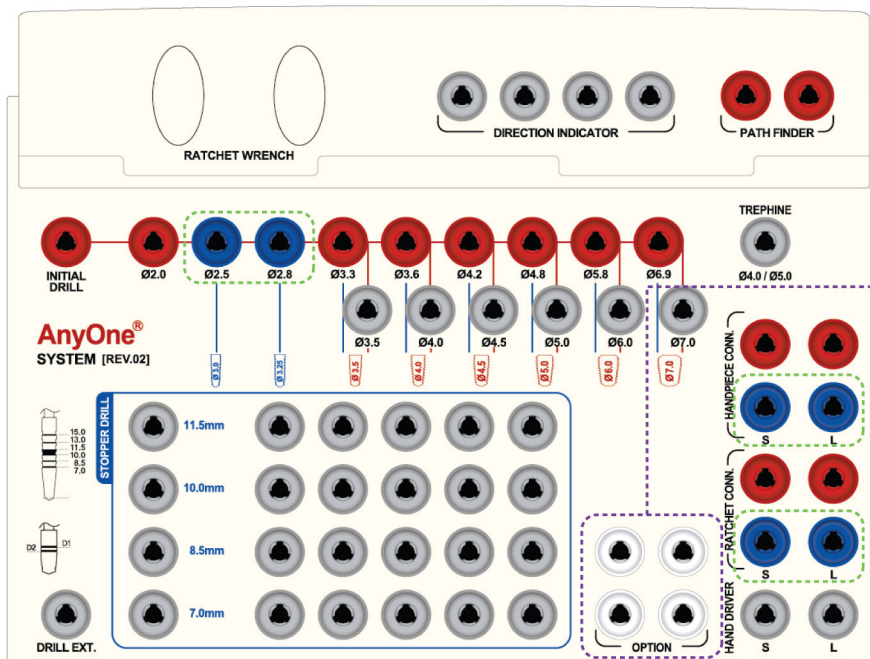 RATCHET WRENCH
DIRECTION INDICATOR
PATH FINDER
TREPHINE
Ø4.0 / Ø5.0
INITIAL
DRILL
Ø2.0
Ø2.5
Ø2.8
Ø3.3
Ø3.6
Ø4.2
Ø4.8
Ø5.8
Ø6.9
Ø3.5
Ø4.0
Ø4.5
Ø5.0
Ø6.0
Ø7.0
AnyOne®
SYSTEM [REV.02]
Ø3.0
Ø3.25
Ø3.5
Ø4.0
Ø4.5
Ø5.0
Ø6.0
Ø7.0
STOPPER DRILL
11.5mm
10.0mm
8.5mm
7.0mm
15.0
13.0
11.5
10.0
8.5
7.0
D2
D1
DRILL EXT.
OPTION
HANDPIECE CONN.
S
L
RATCHET CONN.
S
L
HAND DRIVER
S
L